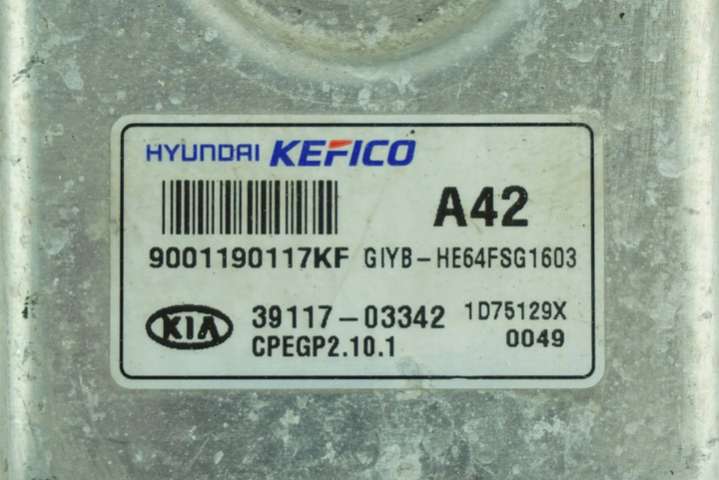 HYUNDAI KEFICO
A42
9001190117KF GIYB-HE64FSG1603
KIA 39117-03342 1D75129X
CPEGP2.10.1 0049